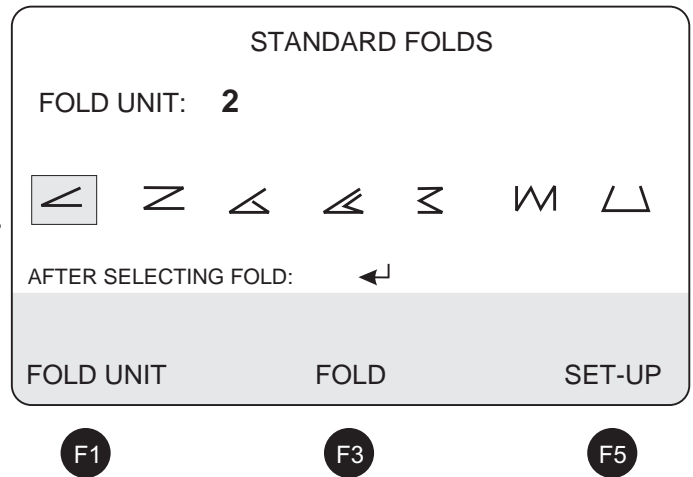 STANDARD FOLDS
FOLD UNIT: 2
AFTER SELECTING FOLD:
FOLD UNIT FOLD SET-UP
F1 F3 F5